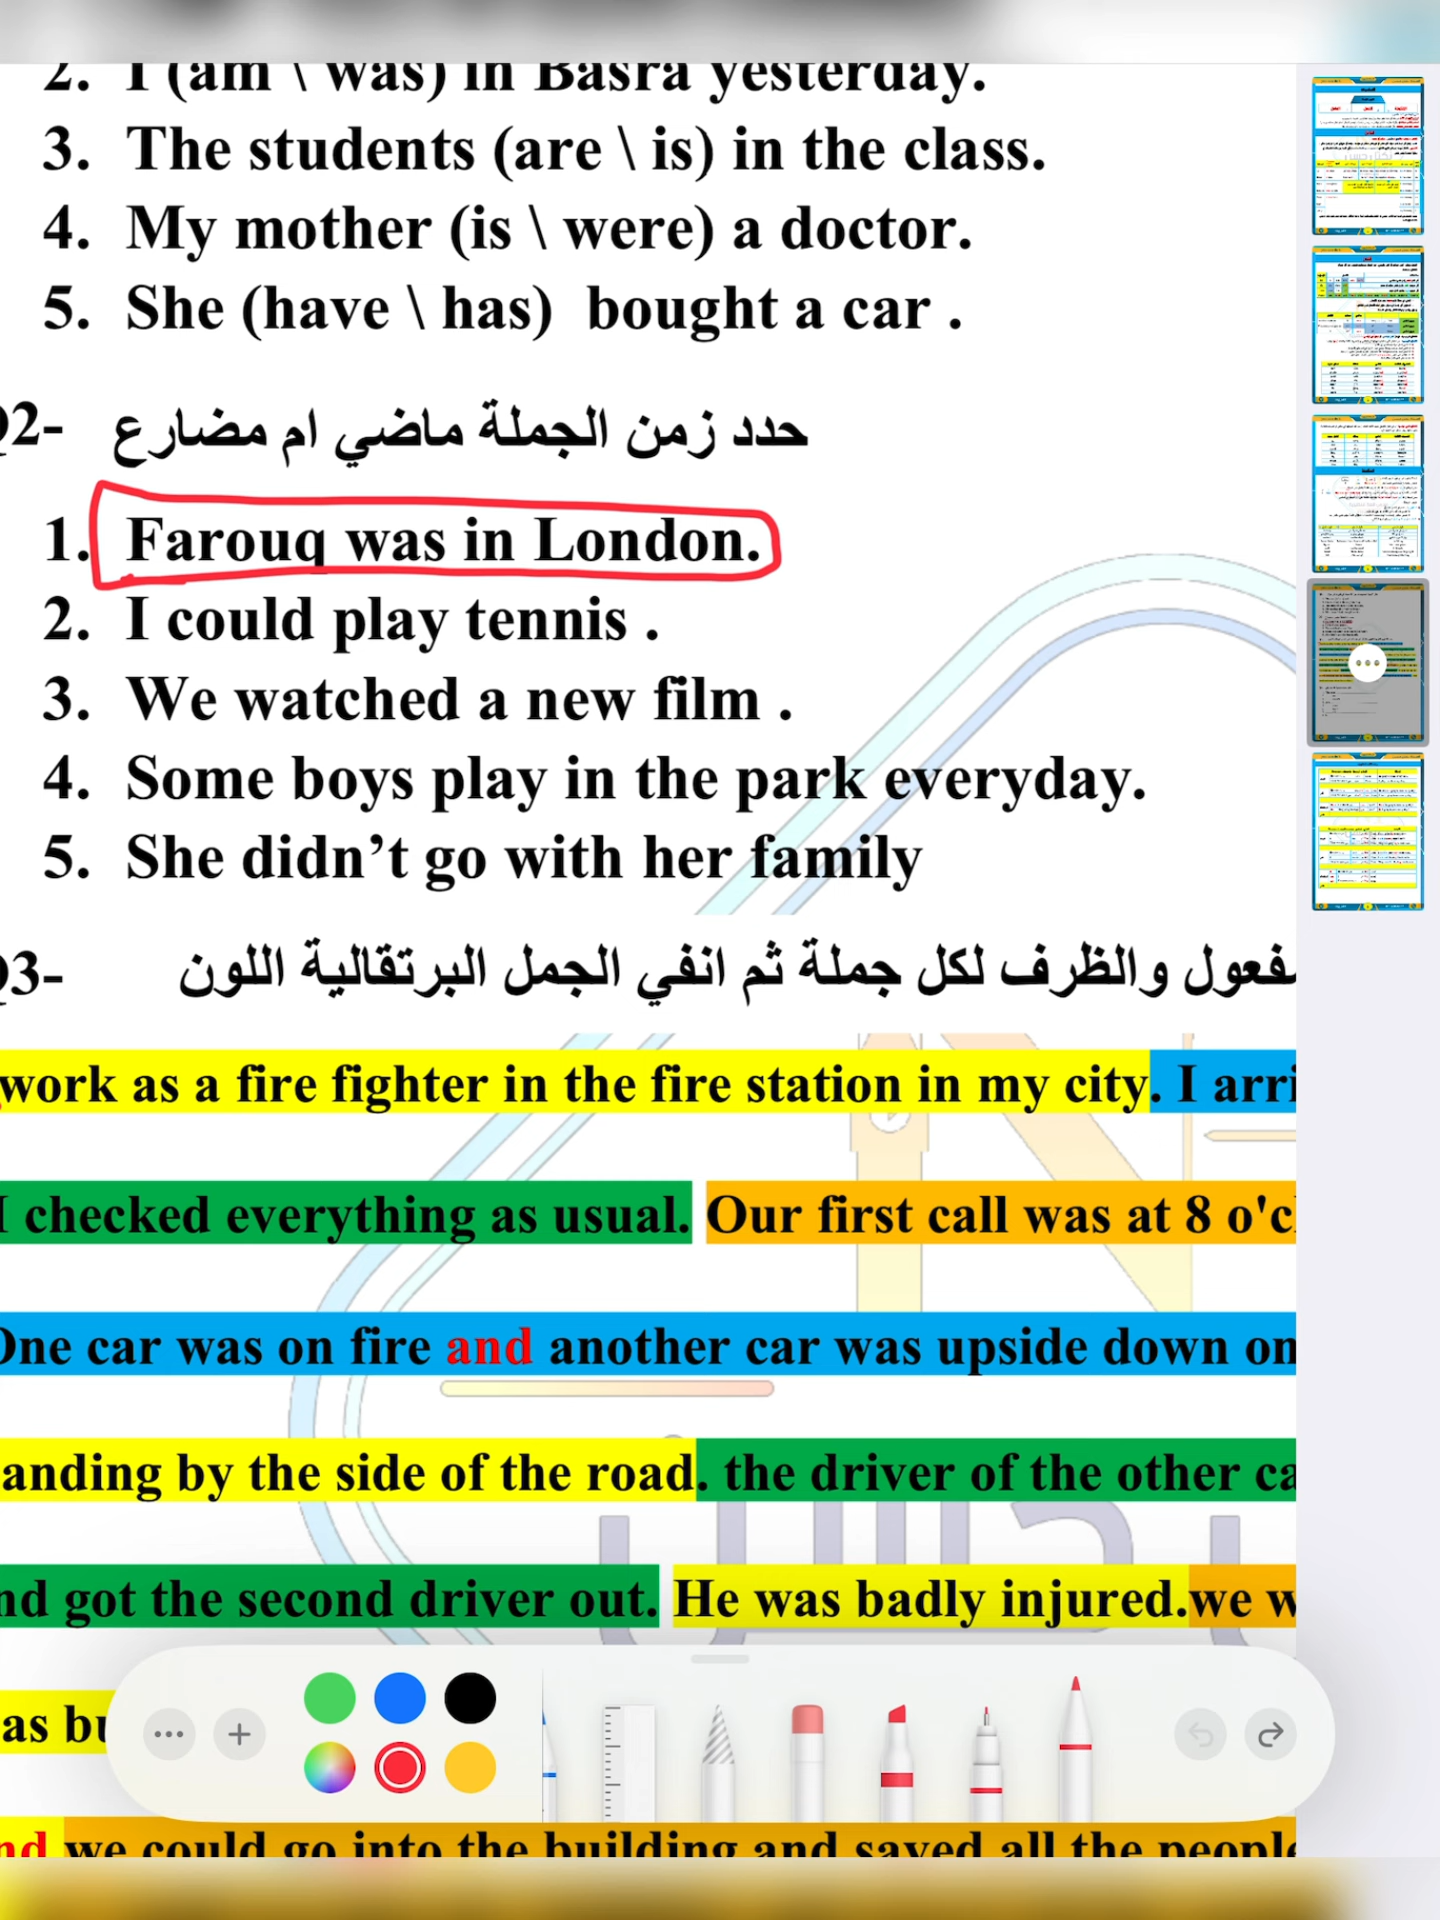 2. I (am \ was) in Basra yesterday.
3. The students (are \ is) in the class.
4. My mother (is \ were) a doctor.
5. She (have \ has) bought a car .
Q2- حدد زمن الجملة ماضي ام مضارع
1. Farouq was in London.
2. I could play tennis .
3. We watched a new film .
4. Some boys play in the park everyday.
5. She didn’t go with her family
Q3- والظرف لكل جملة ثم انفي الجمل البرتقالية اللون
work as a fire fighter in the fire station in my city. I
I checked everything as usual. Our first call was at 8
One car was on fire and another car was upside down on
by the side of the road. the driver of the other
got the second driver out. He was badly injured.we
as
we could go into the building and saved all the people